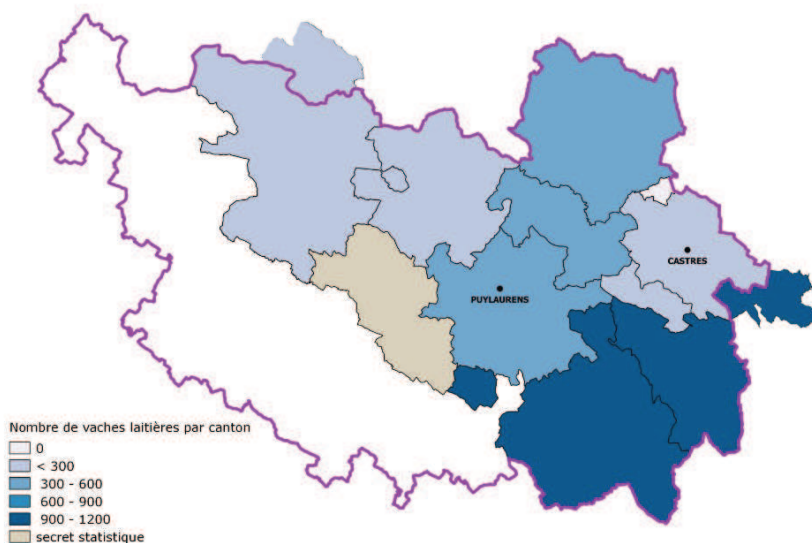 CASTRES
PUYLAURENS
Nombre de vaches laitières par canton
0
< 300
300 - 600
600 - 900
900 - 1200
secret statistique